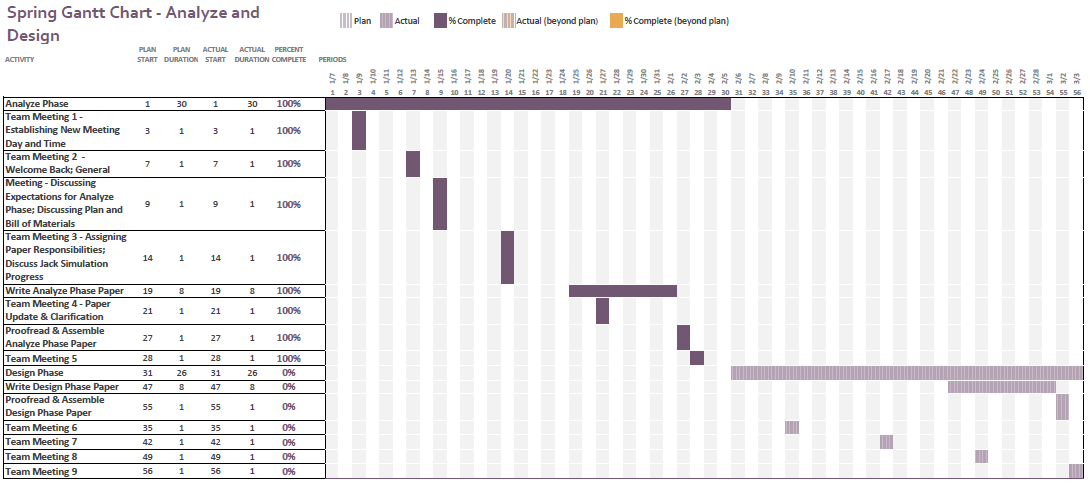 Spring Gantt Chart - Analyze and
Design
Plan Actual % Complete Actual (beyond plan) % Complete (beyond plan)
ACTIVITY PLAN START PLAN DURATION ACTUAL START ACTUAL DURATION PERCENT COMPLETE PERIODS
1/7 1/8 1/9 1/10 1/11 1/12 1/13 1/14 1/15 1/16 1/17 1/18 1/19 1/20 1/21 1/22 1/23 1/24 1/25 1/26 1/27 1/28 1/29 1/30 1/31 2/1 2/2 2/3 2/4 2/5 2/6 2/7 2/8 2/9 2/10 2/11 2/12 2/13 2/14 2/15 2/16 2/17 2/18 2/19 2/20 2/21 2/22 2/23 2/24 2/25 2/26 2/27 2/28 3/1 3/2 3/3
1 2 3 4 5 6 7 8 9 10 11 12 13 14 15 16 17 18 19 20 21 22 23 24 25 26 27 28 29 30 31 32 33 34 35 36 37 38 39 40 41 42 43 44 45 46 47 48 49 50 51 52 53 54 55 56
Analyze Phase 1 30 1 30 100%
Team Meeting 1 -
Establishing New Meeting
Day and Time
3 1 3 1 100%
Team Meeting 2 -
Welcome Back; General
7 1 7 1 100%
Meeting - Discussing
Expectations for Analyze
Phase; Discussing Plan and
Bill of Materials
9 1 9 1 100%
Team Meeting 3 - Assigning
Paper Responsibilities;
Discuss Jack Simulation
Progress
14 1 14 1 100%
Write Analyze Phase Paper 19 8 19 8 100%
Team Meeting 4 - Paper
Update & Clarification
21 1 21 1 100%
Proofread & Assemble
Analyze Phase Paper
27 1 27 1 100%
Team Meeting 5 28 1 28 1 100%
Design Phase 31 26 31 26 0%
Write Design Phase Paper 47 8 47 8 0%
Proofread & Assemble
Design Phase Paper
55 1 55 1 0%
Team Meeting 6 35 1 35 1 0%
Team Meeting 7 42 1 42 1 0%
Team Meeting 8 49 1 49 1 0%
Team Meeting 9 56 1 56 1 0%